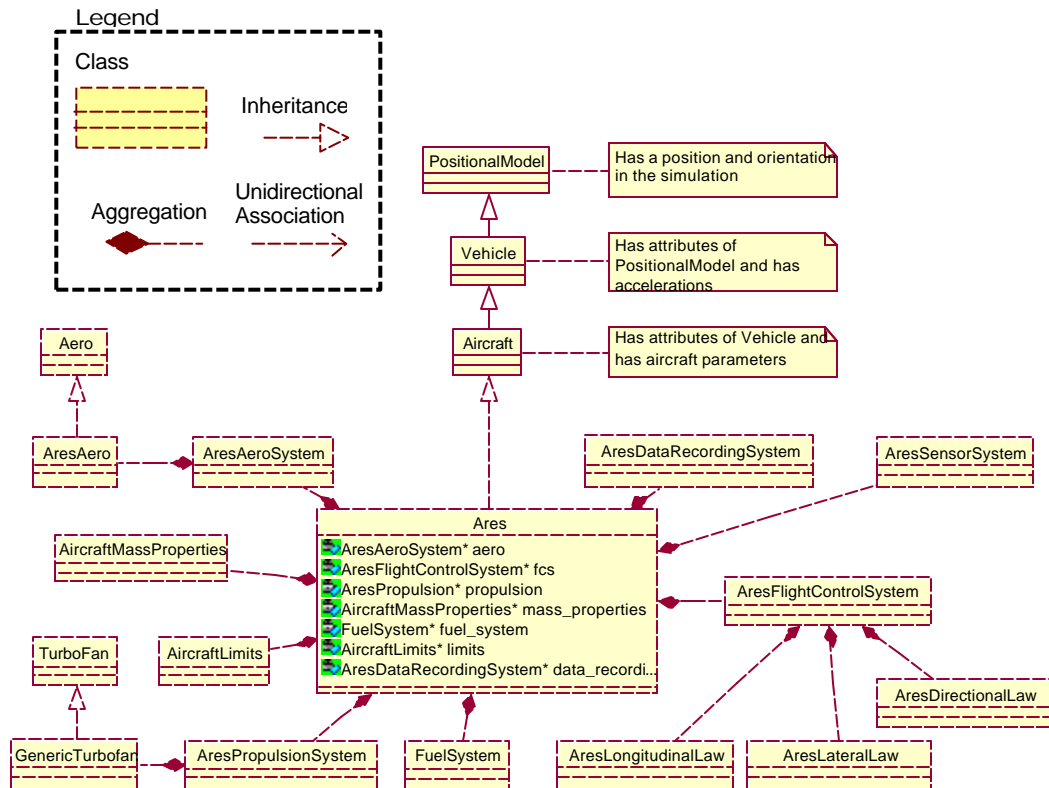 Legend
Class
Inheritance
Aggregation
Unidirectional
Association
PositionalModel
Has a position and orientation
in the simulation
Vehicle
Has attributes of
PositionalModel and has
accelerations
Aircraft
Has attributes of Vehicle and
has aircraft parameters
Aero
AresAero
AresAeroSystem
AresDataRecordingSystem
AresSensorSystem
Ares
AresAeroSystem* aero
AresFlightControlSystem* fcs
AresPropulsion* propulsion
AircraftMassProperties* mass_properties
FuelSystem* fuel_system
AircraftLimits* limits
AresDataRecordingSystem* data_recordi...
AircraftMassProperties
AresFlightControlSystem
TurboFan
AircraftLimits
AresDirectionalLaw
GenericTurbofan
AresPropulsionSystem
FuelSystem
AresLongitudinalLaw
AresLateralLaw